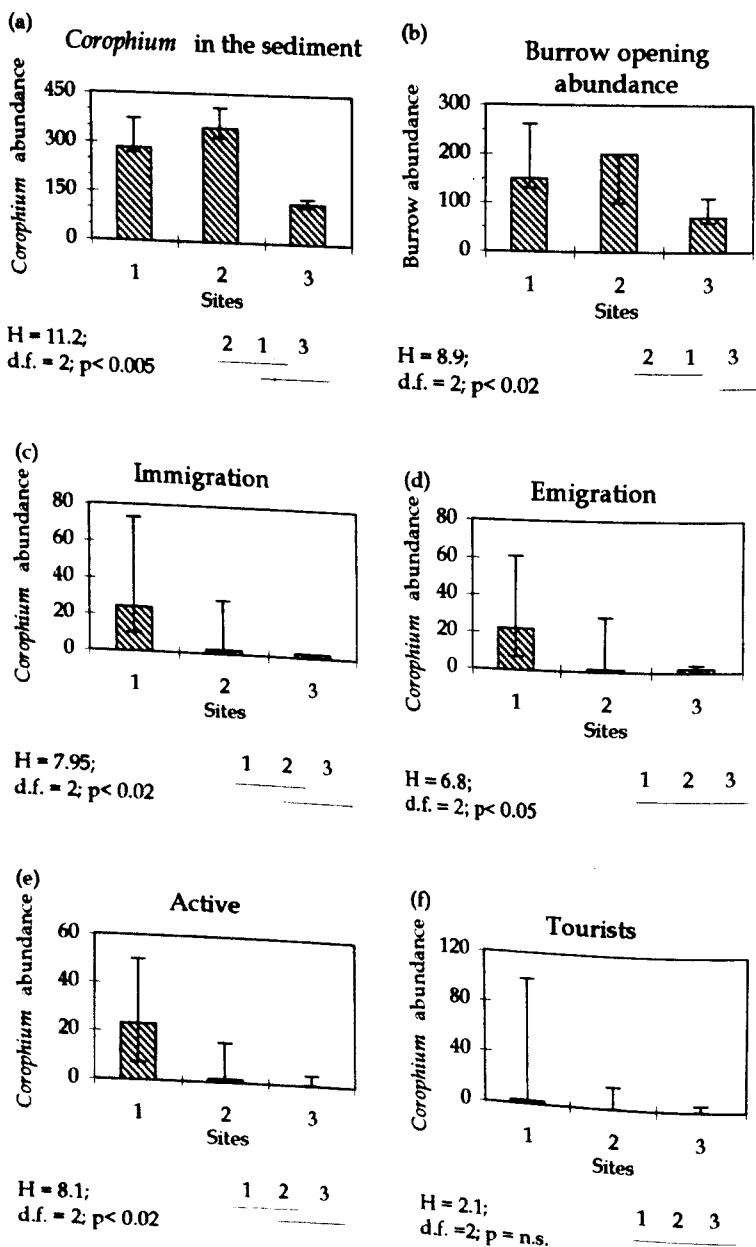 (a)
Corophium in the sediment
Corophium abundance
450
300
150
0
1 2 3
Sites
H = 11.2;
d.f. = 2; p< 0.005
2 1 3
(b)
Burrow opening
abundance
Burrow abundance
300
200
100
0
1 2 3
Sites
H = 8.9;
d.f. = 2; p< 0.02
2 1 3
(c)
Immigration
Corophium abundance
80
60
40
20
0
1 2 3
Sites
H = 7.95;
d.f. = 2; p< 0.02
1 2 3
(d)
Emigration
Corophium abundance
80
60
40
20
0
1 2 3
Sites
H = 6.8;
d.f. = 2; p< 0.05
1 2 3
(e)
Active
Corophium abundance
60
40
20
0
1 2 3
Sites
H = 8.1;
d.f. = 2; p< 0.02
1 2 3
(f)
Tourists
Corophium abundance
120
80
40
0
1 2 3
Sites
H = 2.1;
d.f. =2; p = n.s.
1 2 3